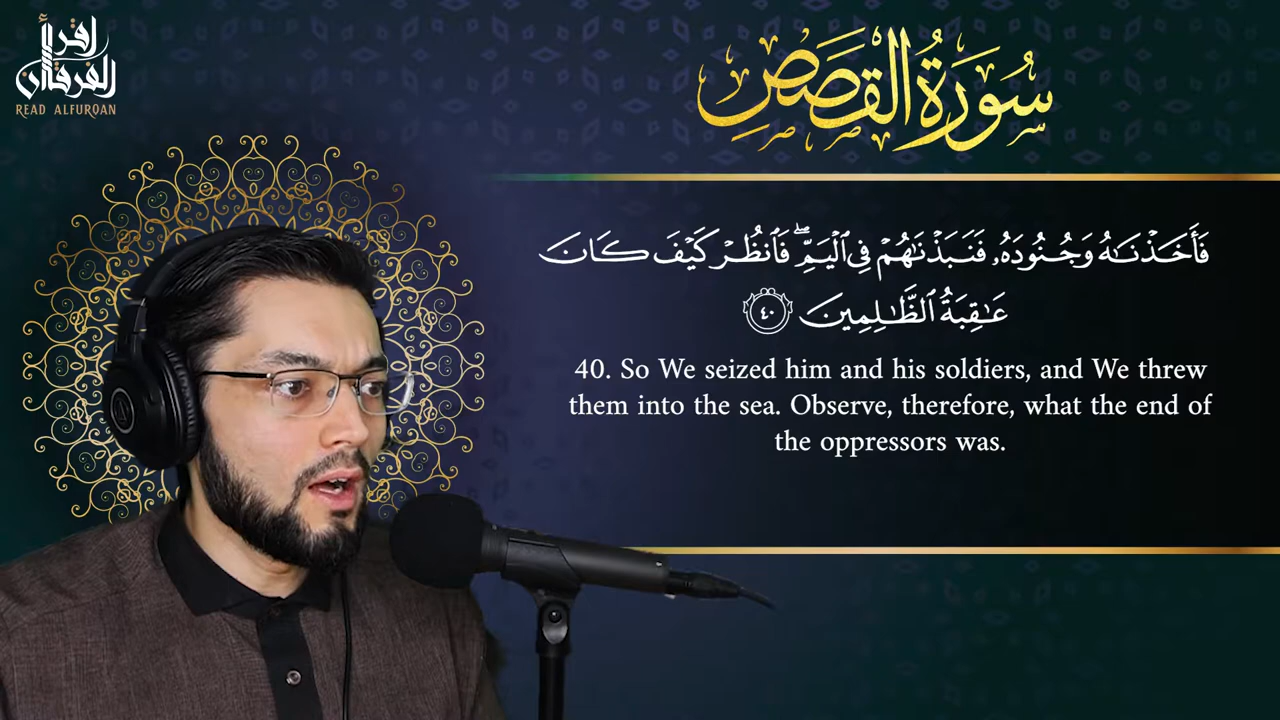 اقرأ
الفرقان
READ ALFURQAN
سُورَةُ القَصَصِ
فَأَخَذْنَـٰهُ وَجُنُودَهُۥ فَنَبَذْنَـٰهُمْ فِى ٱلْيَمِّ ۖ فَٱنظُرْ كَيْفَ كَانَ
عَـٰقِبَةُ ٱلظَّـٰلِمِينَ ٤٠
40. So We seized him and his soldiers, and We threw
them into the sea. Observe, therefore, what the end of
the oppressors was.